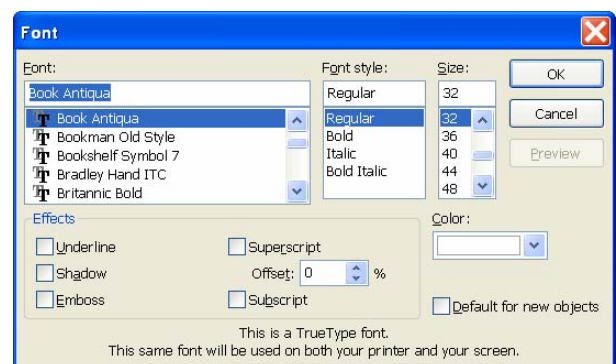 Font
Font:
Font style:
Size:
Book Antiqua
Regular
32
OK
Book Antiqua
Bookman Old Style
Bookshelf Symbol 7
Bradley Hand ITC
Britannic Bold
Regular
Bold
Italic
Bold Italic
32
36
40
44
48
Cancel
Preview
Effects
Underline
Shadow
Emboss
Superscript
Offset: 0 %
Subscript
Color:
Default for new objects
This is a TrueType font.
This same font will be used on both your printer and your screen.